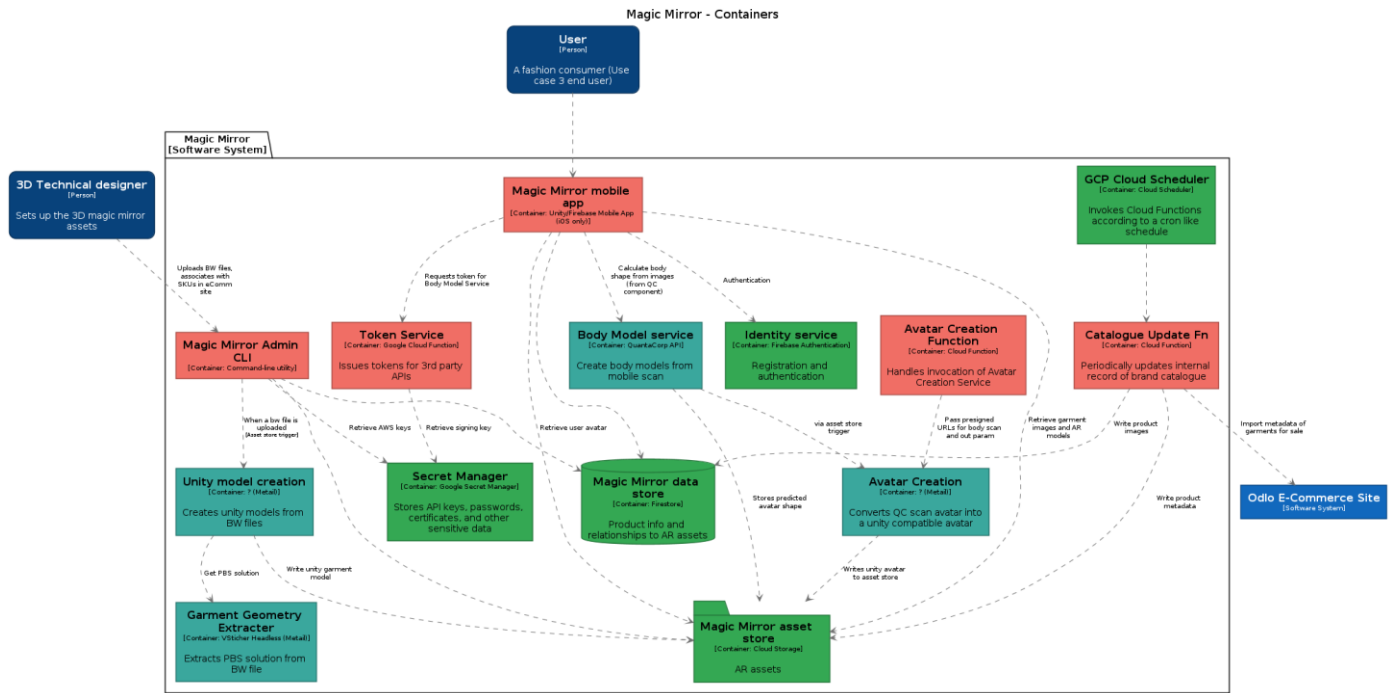 Magic Mirror - Containers
User
[Person]
A fashion consumer (Use
case 3 end user)
Magic Mirror
[Software System]
3D Technical designer
[Person]
Sets up the 3D magic mirror
assets
Magic Mirror mobile
app
[Container: Unity/Firebase Mobile App
(iOS only)]
GCP Cloud Scheduler
[Container: Cloud Scheduler]
Invokes Cloud Functions
according to a cron like
schedule
Uploads BW files,
associates with
SKUs in eComm
site
Requests token for
Body Model Service
Calculate body
shape from images
(from QC
component)
Authentication
Magic Mirror Admin
CLI
[Container: Command-line utility]
Token Service
[Container: Google Cloud Function]
Issues tokens for 3rd party
APIs
Body Model service
[Container: QuantaCorp API]
Create body models from
mobile scan
Identity service
[Container: Firebase Authentication]
Registration and
authentication
Avatar Creation
Function
[Container: Cloud Function]
Handles invocation of Avatar
Creation Service
Catalogue Update Fn
[Container: Cloud Function]
Periodically updates internal
record of brand catalogue
When a bw file is
uploaded
[Asset store trigger]
Retrieve AWS keys
Retrieve signing key
Retrieve user avatar
via asset store
trigger
Pass presigned
URLs for body scan
and out param
Retrieve garment
images and AR
models
Write product
images
Import metadata of
garments for sale
Unity model creation
[Container: ? (Metail)]
Creates unity models from
BW files
Secret Manager
[Container: Google Secret Manager]
Stores API keys, passwords,
certificates, and other
sensitive data
Magic Mirror data
store
[Container: Firestore]
Product info and
relationships to AR assets
Stores predicted
avatar shape
Avatar Creation
[Container: ? (Metail)]
Converts QC scan avatar into
a unity compatible avatar
Write product
metadata
Odlo E-Commerce Site
[Software System]
Get PBS solution
Write unity garment
model
Writes unity avatar
to asset store
Garment Geometry
Extracter
[Container: VSticher Headless (Metail)]
Extracts PBS solution from
BW file
Magic Mirror asset
store
[Container: Cloud Storage]
AR assets